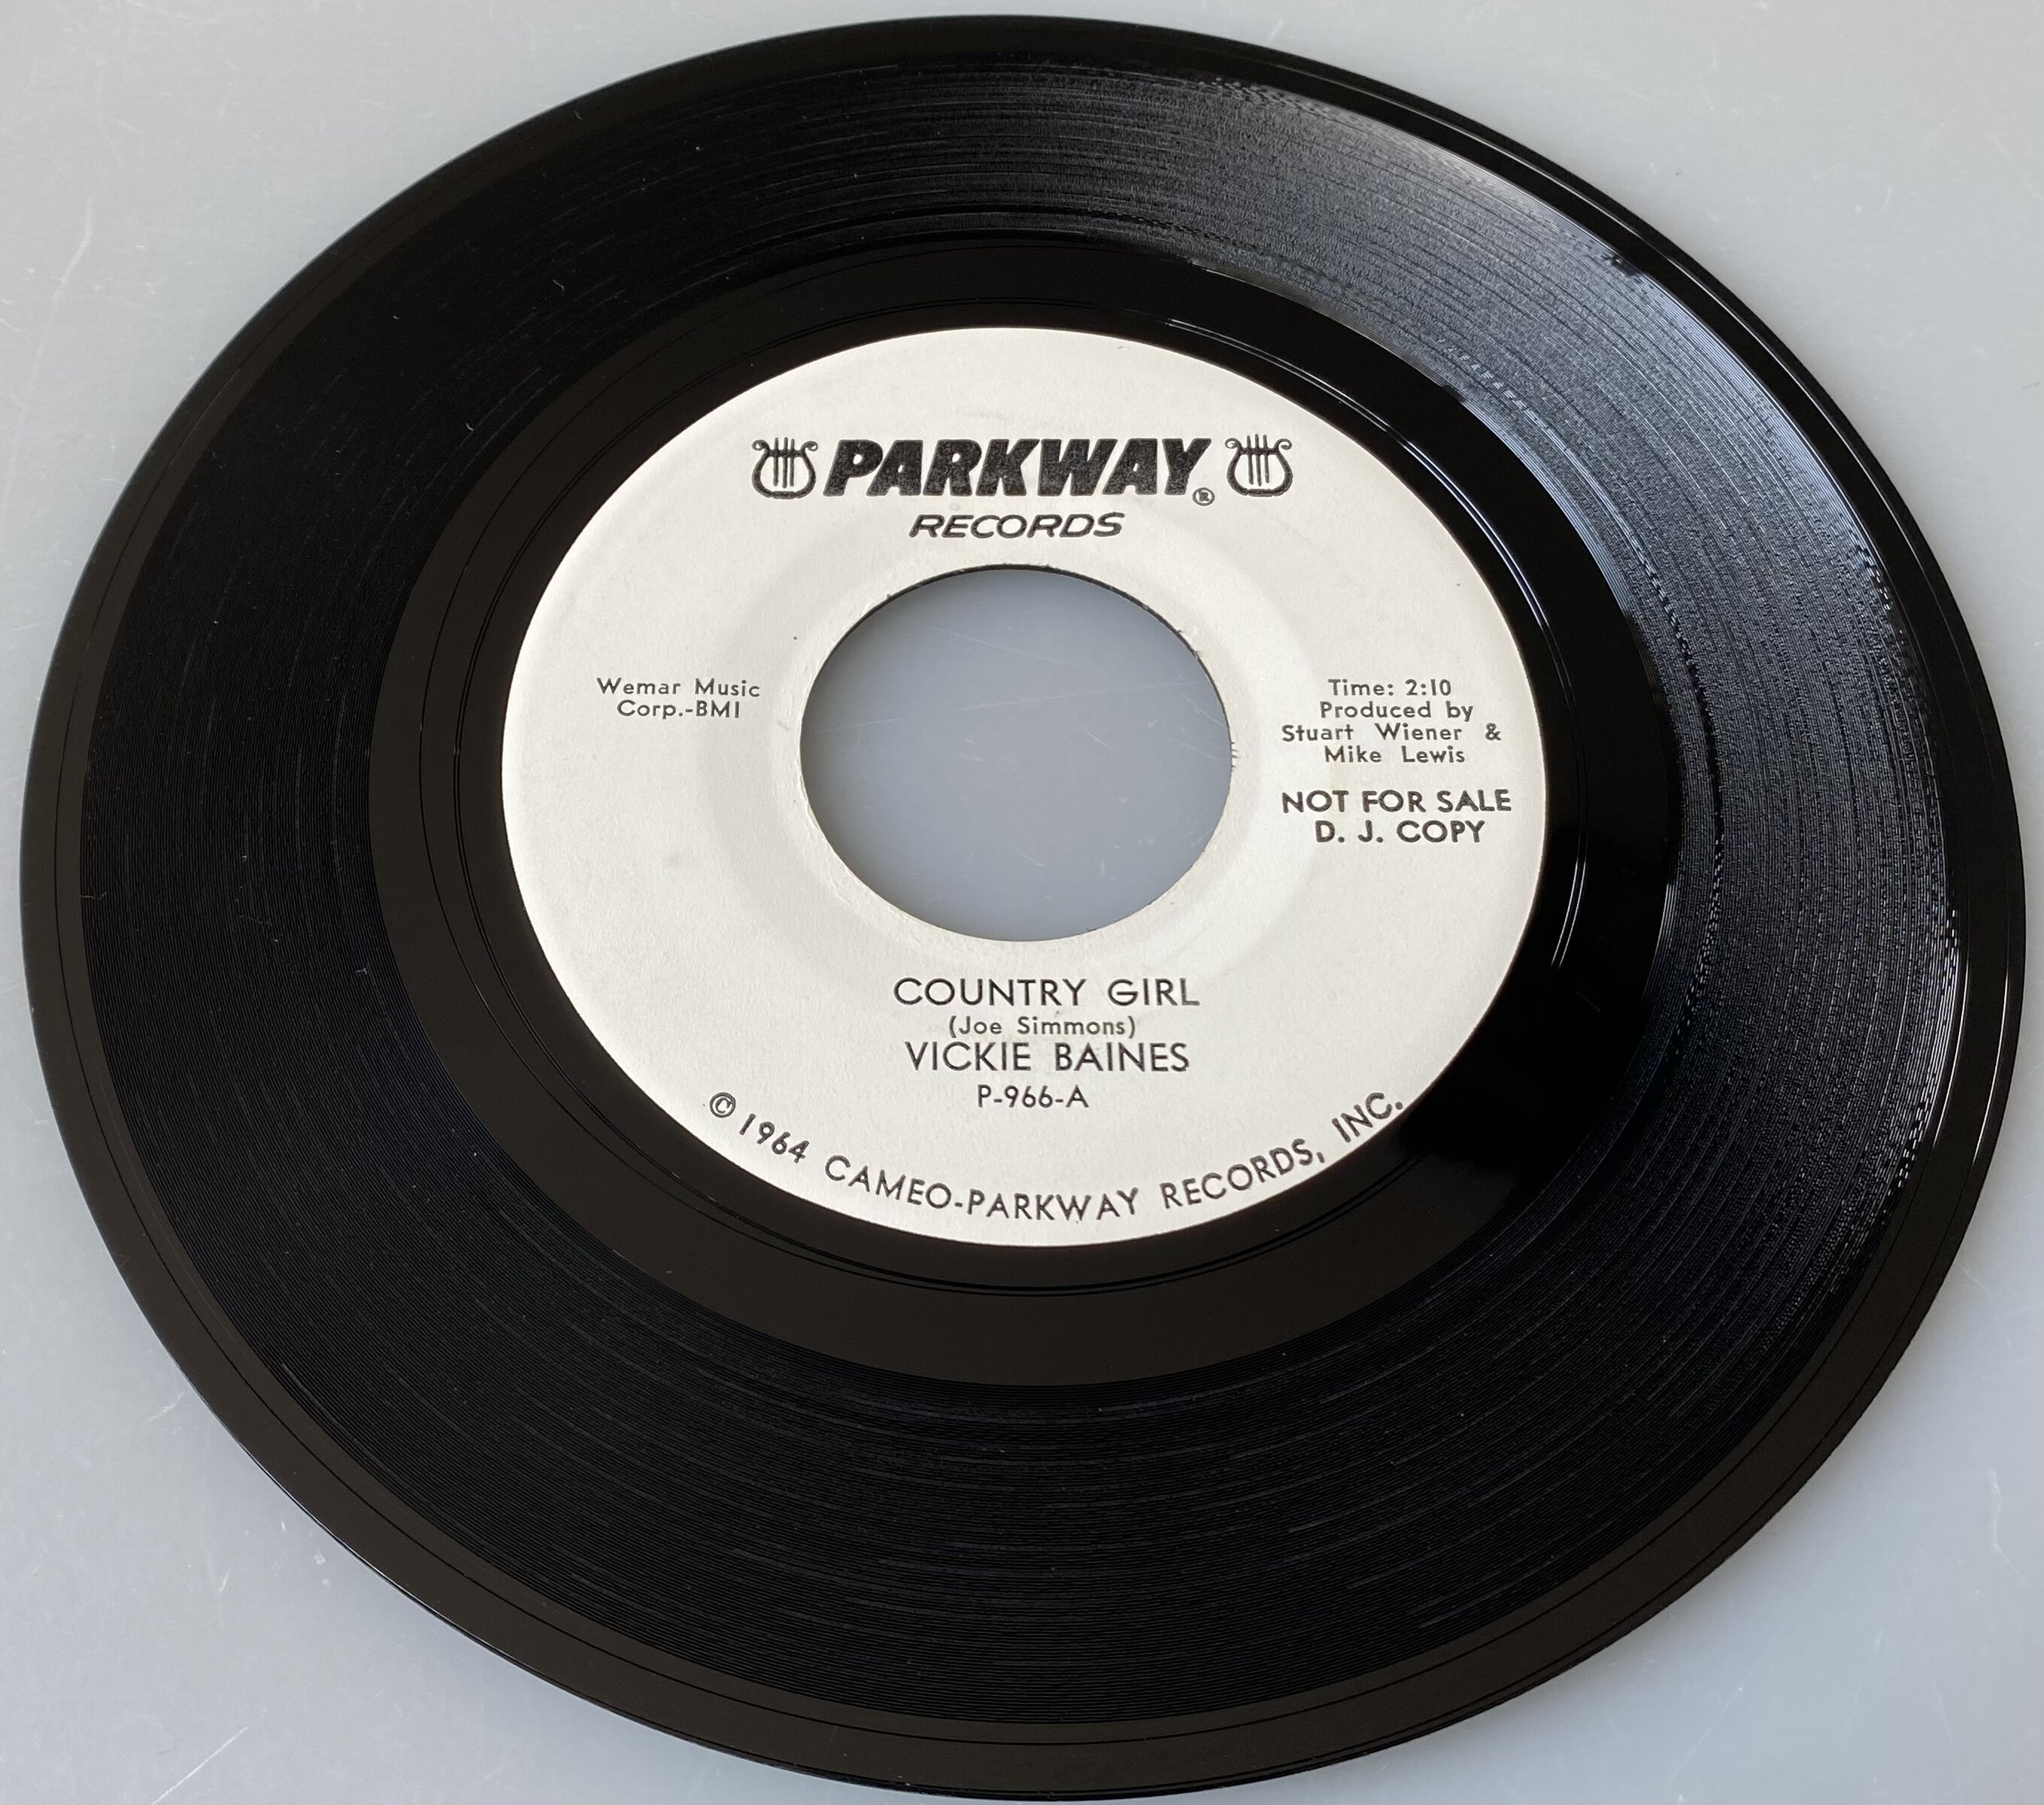 PARKWAY®
RECORDS
Wemar Music
Corp.-BMI
Time: 2:10
Produced by
Stuart Wiener &
Mike Lewis
NOT FOR SALE
D. J. COPY
COUNTRY GIRL
(Joe Simmons)
VICKIE BAINES
P-966-A
© 1964 CAMEO-PARKWAY RECORDS, INC.